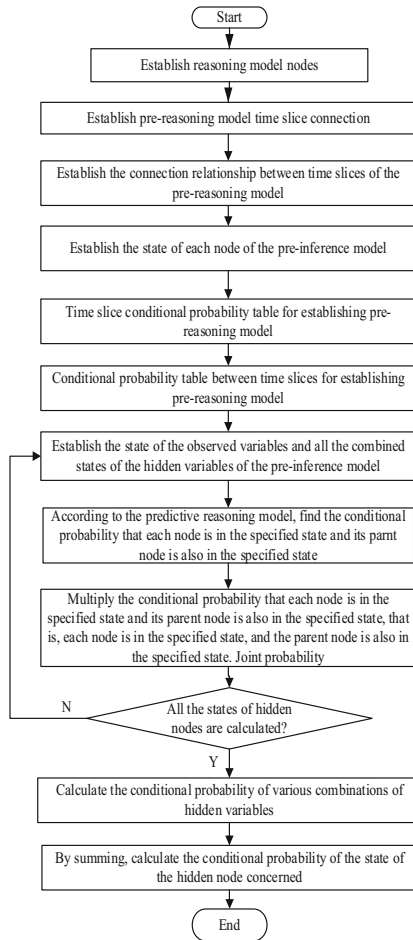 Start
Establish reasoning model nodes
Establish pre-reasoning model time slice connection
Establish the connection relationship between time slices of the
pre-reasoning model
Establish the state of each node of the pre-inference model
Time slice conditional probability table for establishing pre-
reasoning model
Conditional probability table between time slices for establishing
pre-reasoning model
Establish the state of the observed variables and all the combined
states of the hidden variables of the pre-inference model
According to the predictive reasoning model, find the conditional
probability that each node is in the specified state and its parnt
node is also in the specified state
Multiply the conditional probability that each node is in the
specified state and its parent node is also in the specified state, that
is, each node is in the specified state, and the parent node is also in
the specified state. Joint probability
N
All the states of hidden
nodes are calculated?
Y
Calculate the conditional probability of various combinations of
hidden variables
By summing, calculate the conditional probability of the state of
the hidden node concerned
End